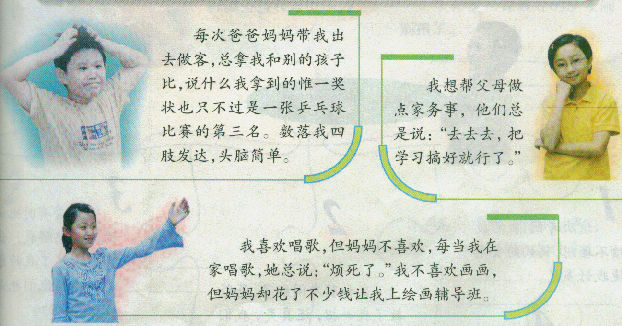 每次爸爸妈妈带我出
去做客，总拿我和别的孩子
比，说什么我拿到的惟一奖
状也只不过是一张乒乓球
比赛的第三名。数落我四
肢发达，头脑简单。
我想帮父母做
点家务事，他们总
是说：“去去去，把
学习搞好就行了。”
我喜欢唱歌，但妈妈不喜欢，每当我在
家唱歌，她总说：“烦死了。”我不喜欢画画，
但妈妈却花了不少钱让我上绘画辅导班。